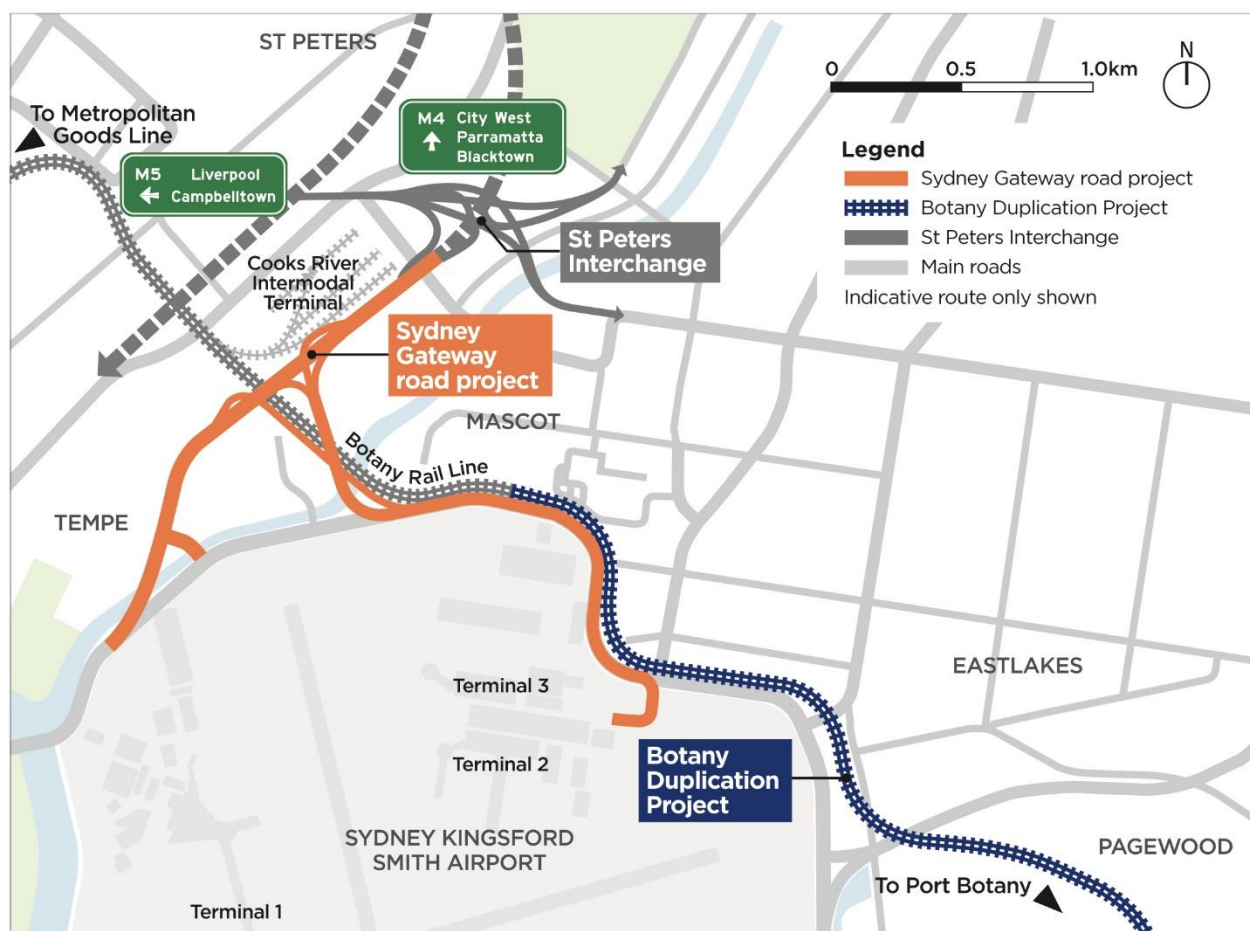 ST PETERS
To Metropolitan
Goods Line
M5
Liverpool
Campbelltown
M4
City West
Parramatta
Blacktown
0 0.5 1.0km
N
Legend
Sydney Gateway road project
Botany Duplication Project
St Peters Interchange
Main roads
Indicative route only shown
St Peters
Interchange
Cooks River
Intermodal
Terminal
Sydney
Gateway
road project
MASCOT
Botany Rail Line
TEMPE
EASTLAKES
Terminal 3
Terminal 2
Botany
Duplication
Project
SYDNEY KINGSFORD
SMITH AIRPORT
PAGEWOOD
To Port Botany
Terminal 1